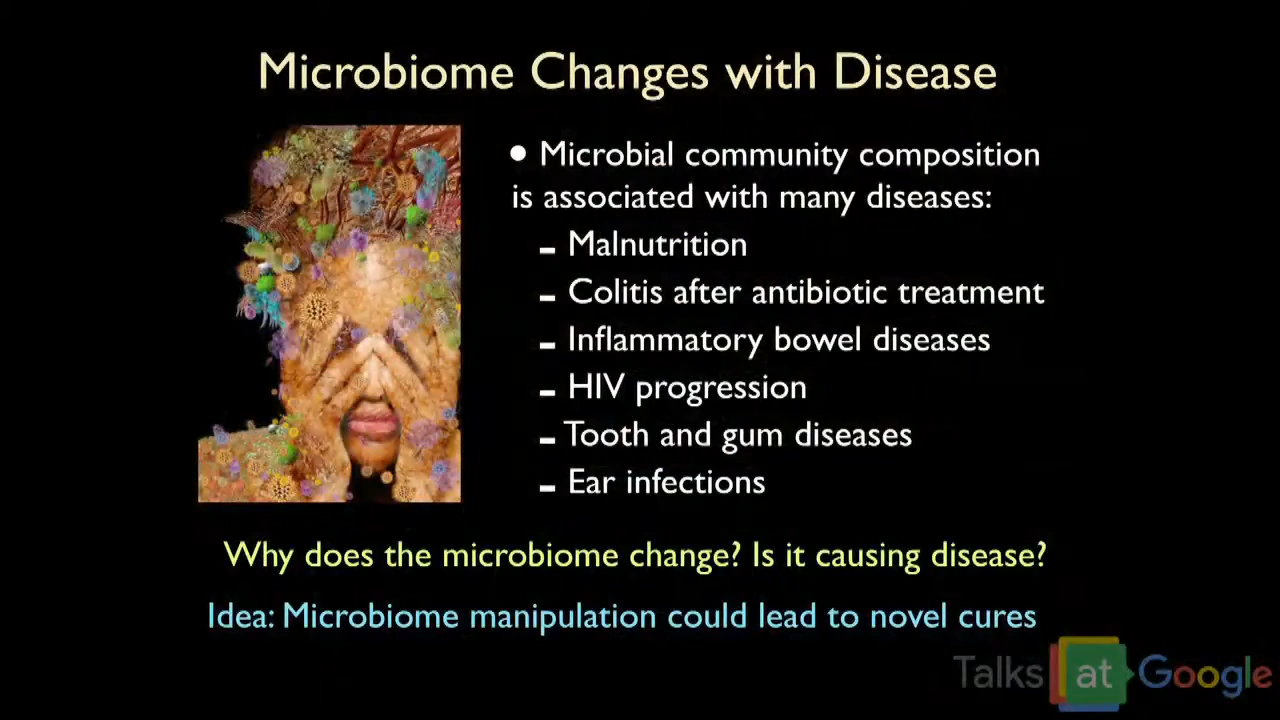 Microbiome Changes with Disease
• Microbial community composition
is associated with many diseases:
- Malnutrition
- Colitis after antibiotic treatment
- Inflammatory bowel diseases
- HIV progression
- Tooth and gum diseases
- Ear infections
Why does the microbiome change? Is it causing disease?
Idea: Microbiome manipulation could lead to novel cures
Talks at Google